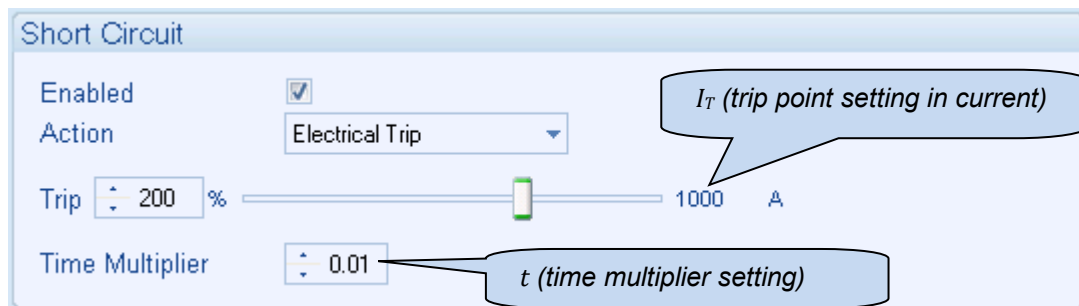 Short Circuit
Enabled
I_T (trip point setting in current)
Action Electrical Trip
Trip 200 % 1000 A
Time Multiplier 0.01
t (time multiplier setting)